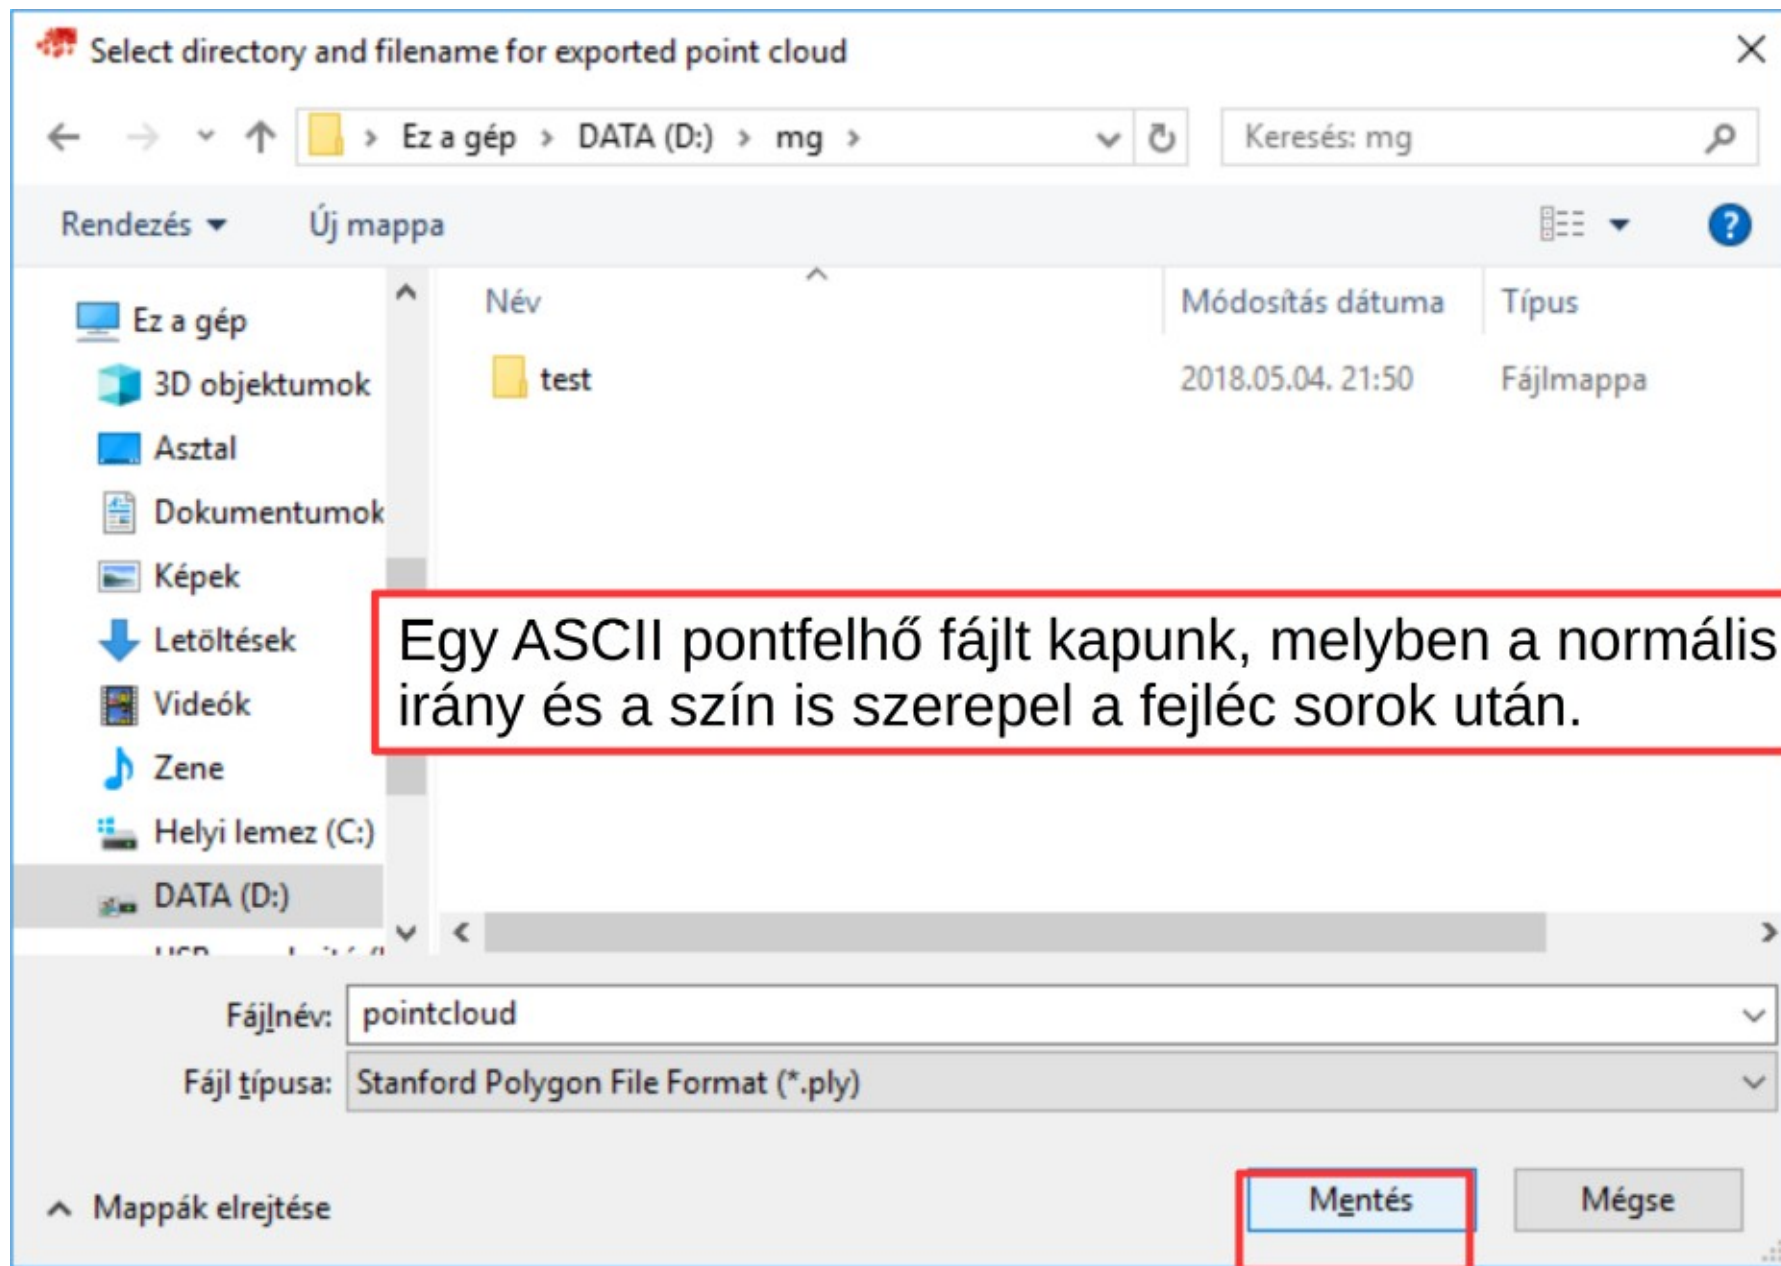 Select directory and filename for exported point cloud
Ez a gép > DATA (D:) > mg >
Keresés: mg
Rendezés
Új mappa
Név
Módosítás dátuma
Típus
test
2018.05.04. 21:50
Fájlmappa
Ez a gép
3D objektumok
Asztal
Dokumentumok
Képek
Letöltések
Videók
Zene
Helyi lemez (C:)
DATA (D:)
Egy ASCII pontfelhő fájlt kapunk, melyben a normális
irány és a szín is szerepel a fejléc sorok után.
Fájlnév: pointcloud
Fájl típusa: Stanford Polygon File Format (*.ply)
Mappák elrejtése
Mentés
Mégse